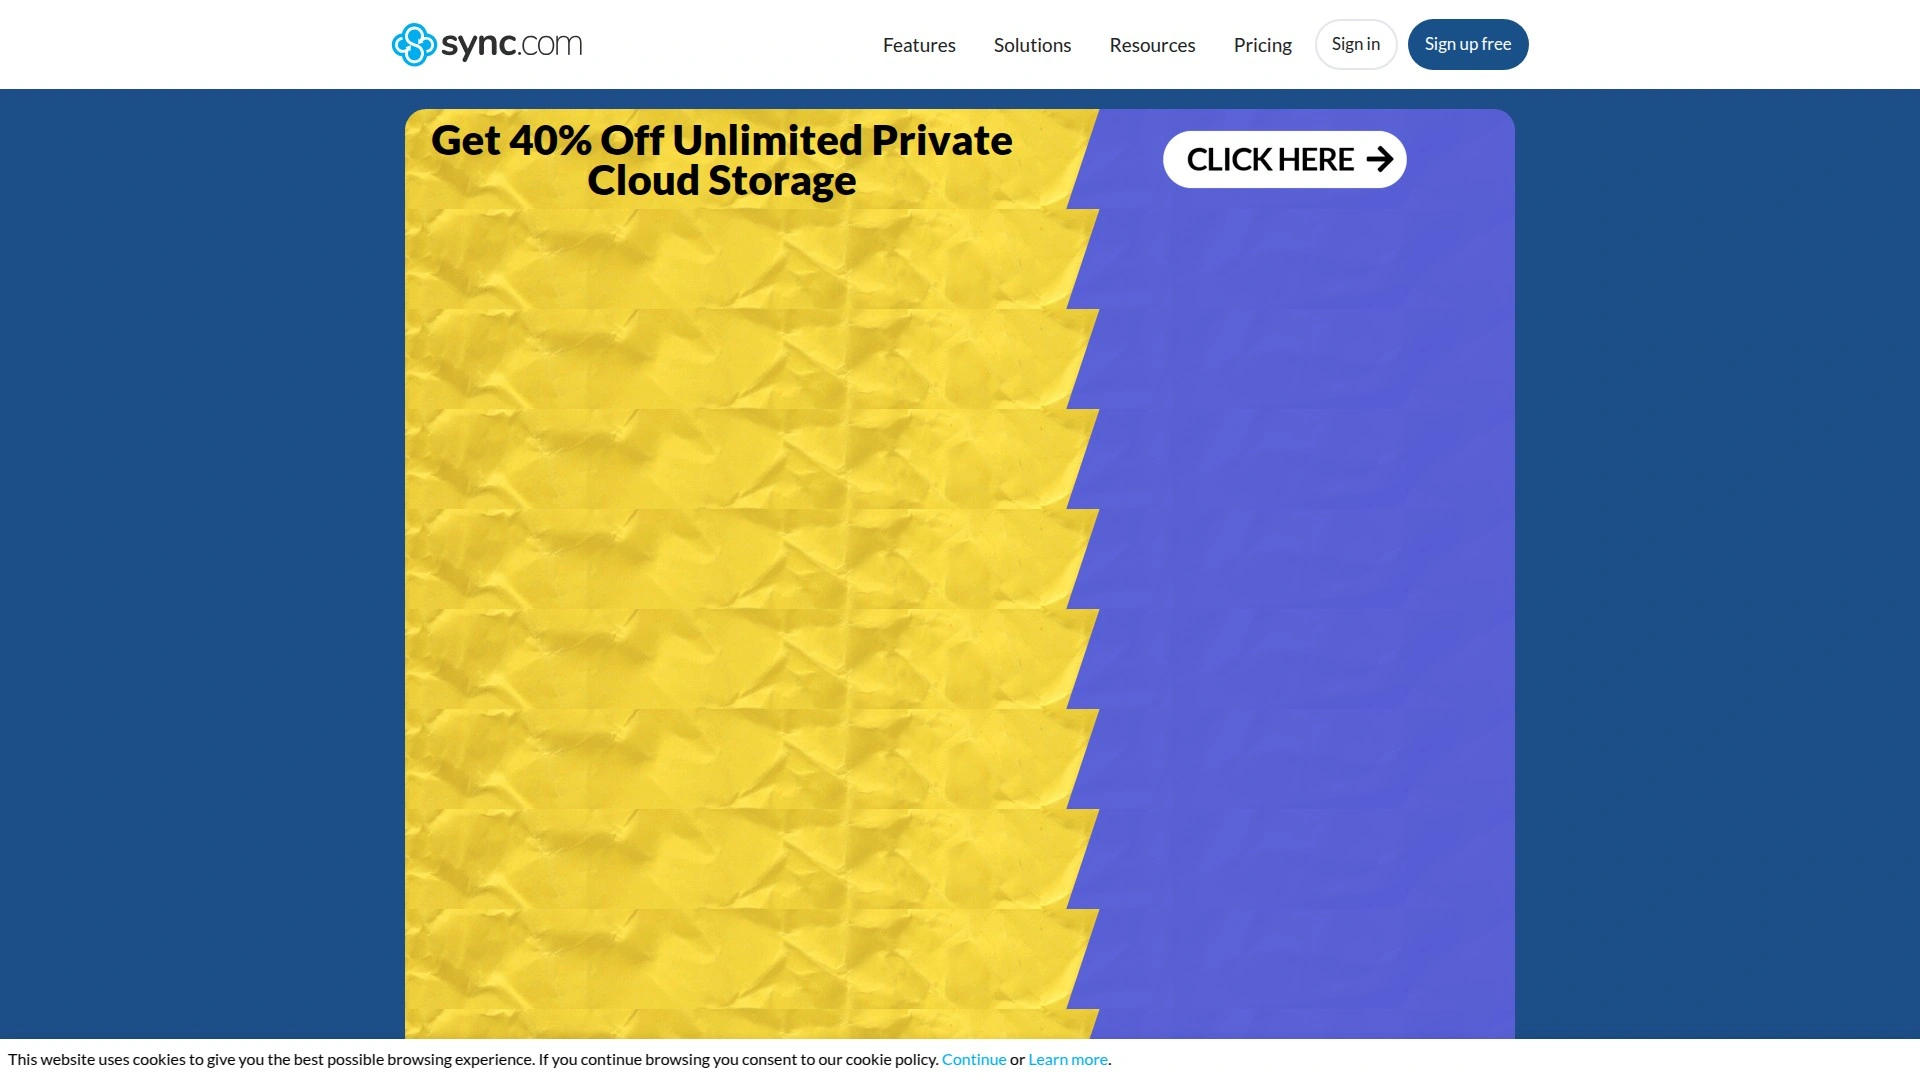 sync.com
Features
Solutions
Resources
Pricing
Sign in
Sign up free
Get 40% Off Unlimited Private
Cloud Storage
CLICK HERE
This website uses cookies to give you the best possible browsing experience. If you continue browsing you consent to our cookie policy. Continue or Learn more.